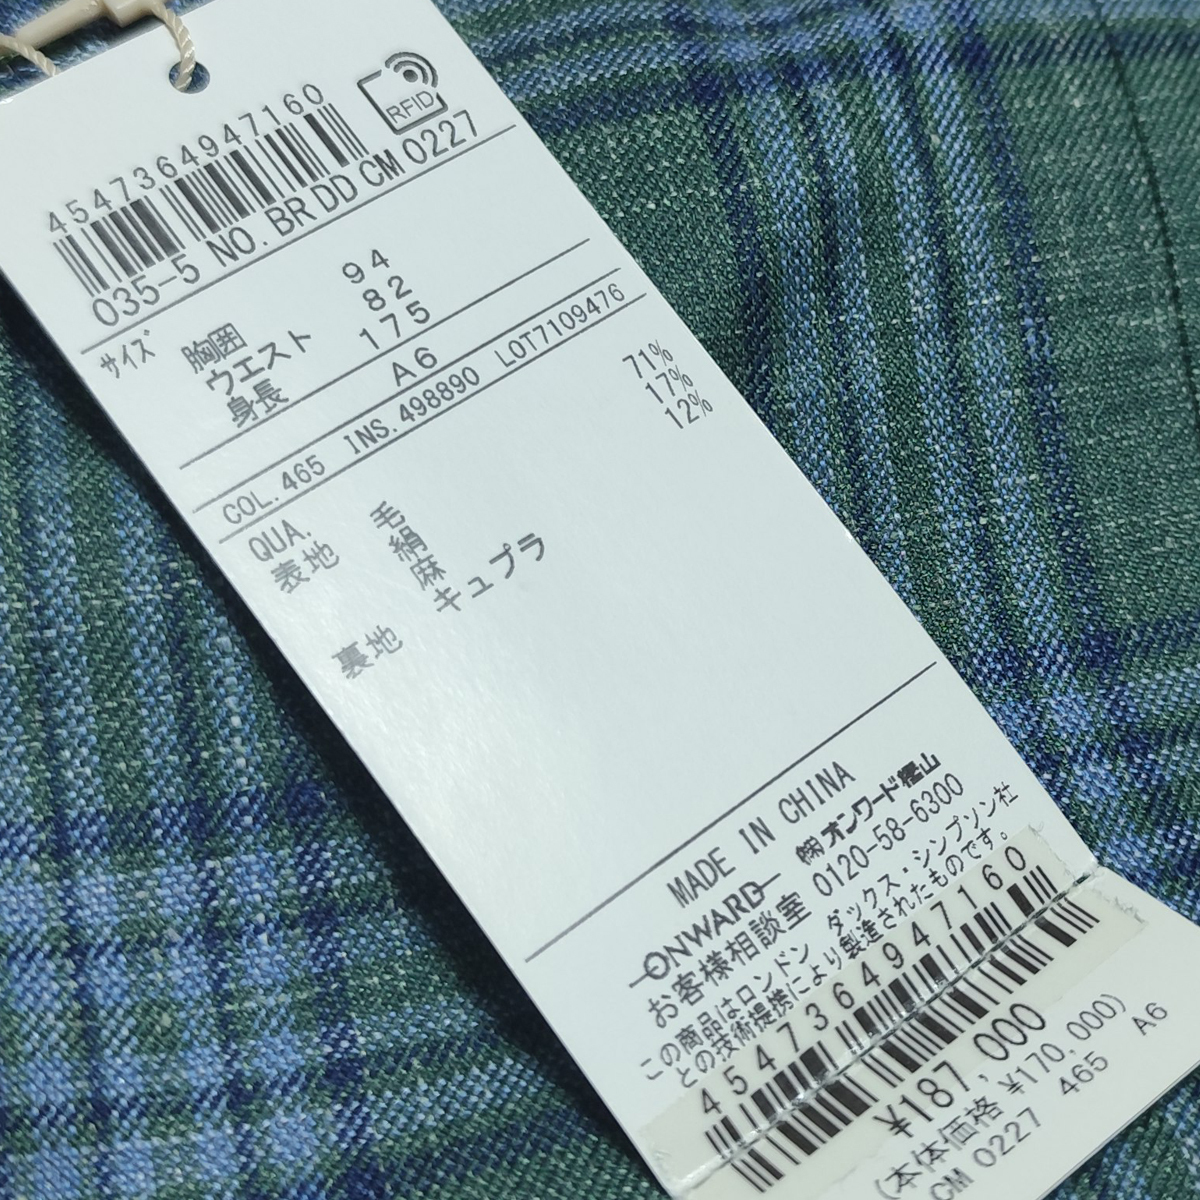 RFID
4547364947160
035-5 NO. BR DD CM 0227
サイズ 胸囲 94
ウエスト 82
身長 175
A6
COL. 465 INS. 498890 LOT7109476
QUA.
表地 毛 71%
絹 17%
麻 12%
裏地 キュプラ
MADE IN CHINA
ONWARD ㈱オンワード樫山
お客様相談室 0120-58-6300
この商品はロンドン ダックス・シンプソン社
との技術提携により製造されたものです。
4547364947160
¥187,000
(本体価格 ¥170,000)
CM 0227 465 A6